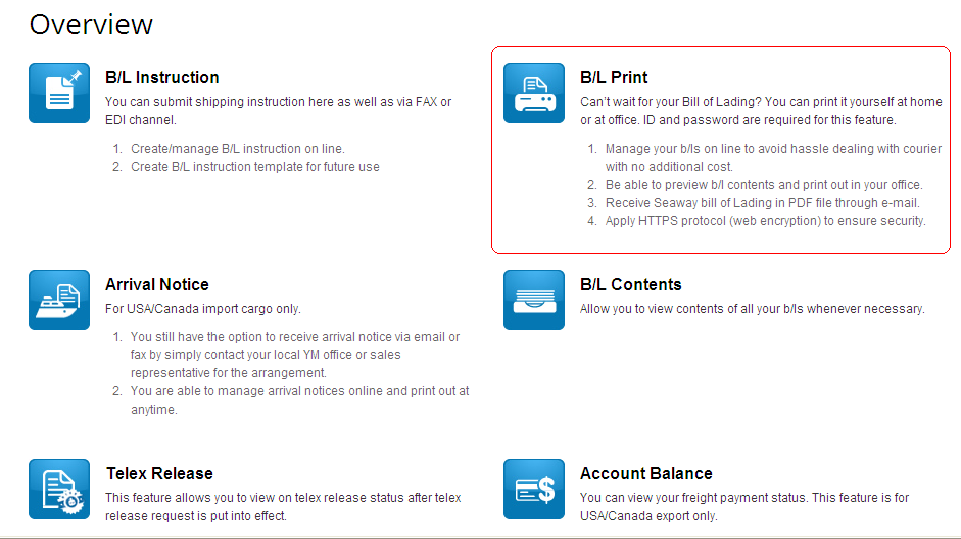 Overview
B/L Instruction
You can submit shipping instruction here as well as via FAX or
EDI channel.
1. Create/manage B/L instruction on line.
2. Create B/L instruction template for future use
B/L Print
Can't wait for your Bill of Lading? You can print it yourself at home
or at office. ID and password are required for this feature.
1. Manage your b/ls on line to avoid hassle dealing with courier
with no additional cost.
2. Be able to preview b/l contents and print out in your office.
3. Receive Seaway bill of Lading in PDF file through e-mail.
4. Apply HTTPS protocol (web encryption) to ensure security.
Arrival Notice
For USA/Canada import cargo only.
1. You still have the option to receive arrival notice via email or
fax by simply contact your local YM office or sales
representative for the arrangement.
2. You are able to manage arrival notices online and print out at
anytime.
B/L Contents
Allow you to view contents of all your b/ls whenever necessary.
Telex Release
This feature allows you to view on telex release status after telex
release request is put into effect.
Account Balance
You can view your freight payment status. This feature is for
USA/Canada export only.